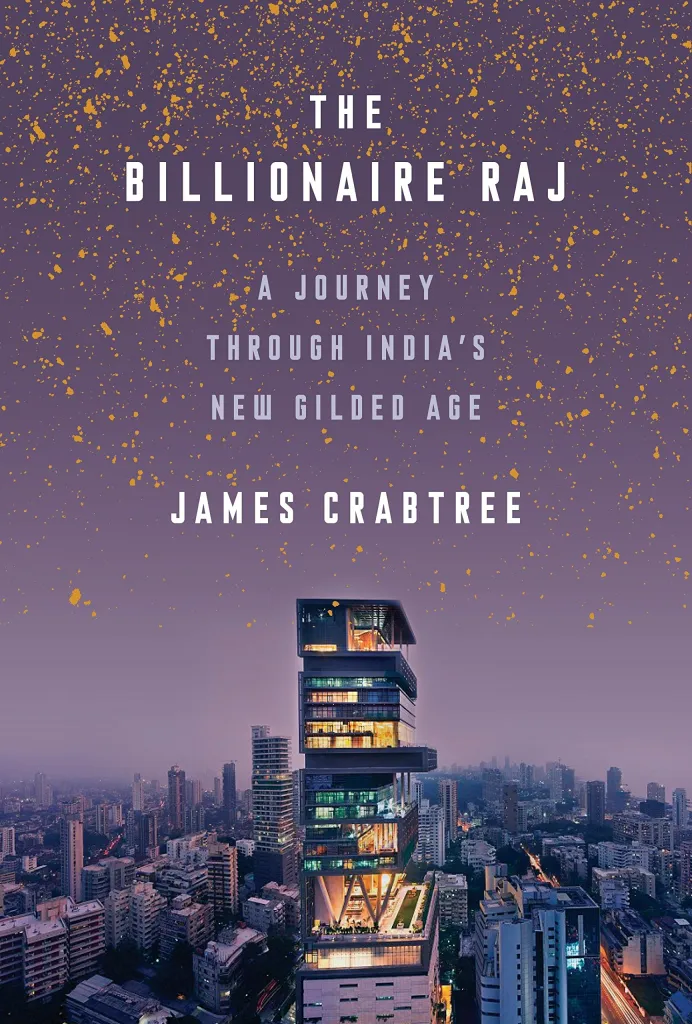 THE
BILLIONAIRE RAJ
A JOURNEY
THROUGH INDIA'S
NEW GILDED AGE
JAMES CRABTREE